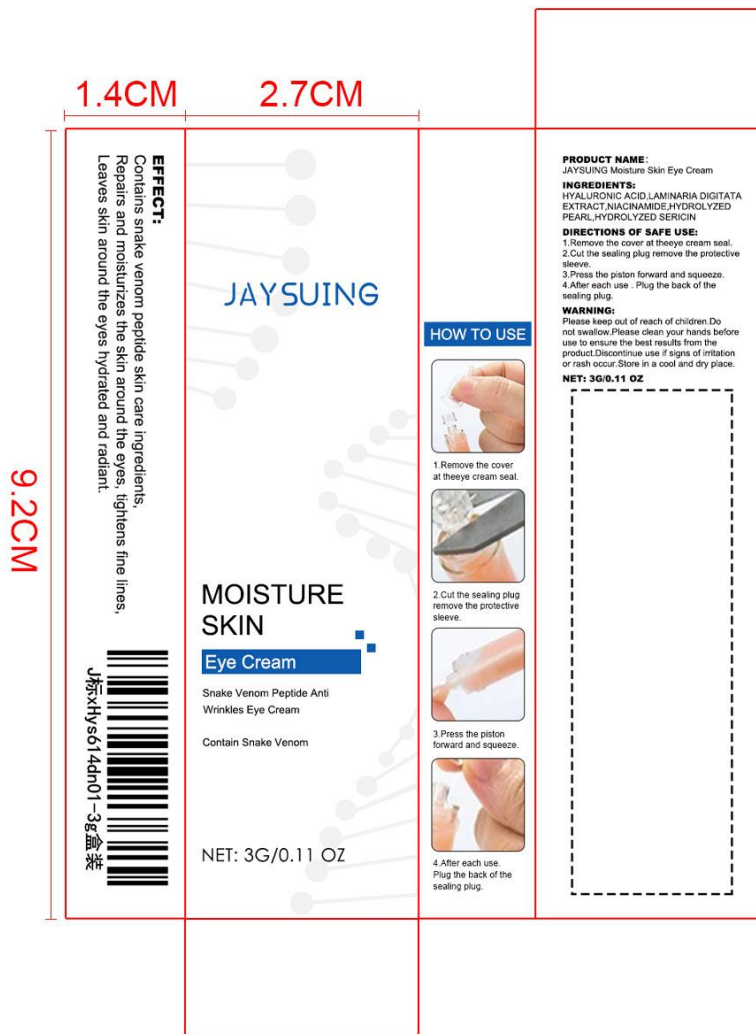 1.4CM
2.7CM
9.2CM
EFFECT:
Contains snake venom peptide skin care ingredients,
Repairs and moisturizes the skin around the eyes, tightens fine lines,
Leaves skin around the eyes hydrated and radiant.
J标xHys614dn01-3g盒装
JAYSUING
MOISTURE
SKIN
Eye Cream
Snake Venom Peptide Anti
Wrinkles Eye Cream
Contain Snake Venom
NET: 3G/0.11 OZ
HOW TO USE
1.Remove the cover
at theeye cream seal.
2.Cut the sealing plug
remove the protective
sleeve.
3.Press the piston
forward and squeeze.
4.After each use.
Plug the back of the
sealing plug.
PRODUCT NAME:
JAYSUING Moisture Skin Eye Cream
INGREDIENTS:
HYALURONIC ACID,LAMINARIA DIGITATA
EXTRACT,NIACINAMIDE,HYDROLYZED
PEARL,HYDROLYZED SERICIN
DIRECTIONS OF SAFE USE:
1.Remove the cover at theeye cream seal.
2.Cut the sealing plug remove the protective
sleeve.
3.Press the piston forward and squeeze.
4.After each use . Plug the back of the
sealing plug.
WARNING:
Please keep out of reach of children.Do
not swallow.Please clean your hands before
use to ensure the best results from the
product.Discontinue use if signs of irritation
or rash occur.Store in a cool and dry place.
NET: 3G/0.11 OZ